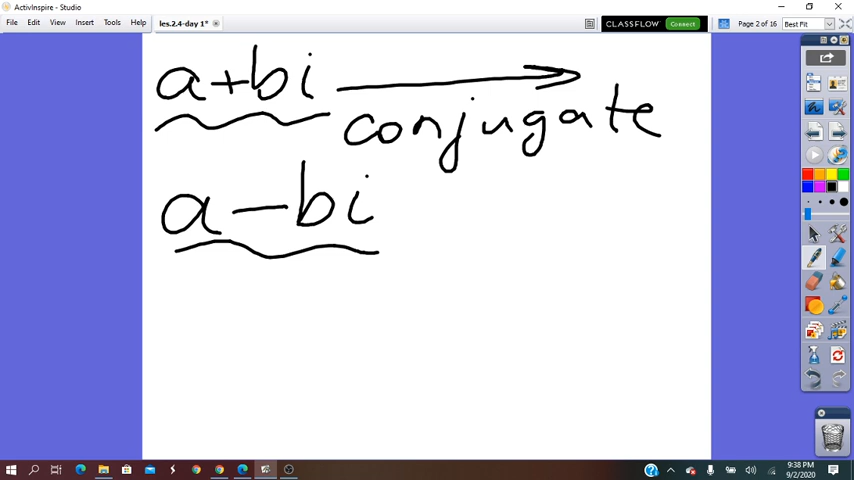 ActivInspire - Studio
File Edit View Insert Tools Help
les.2.4-day 1*
CLASSFLOW Connect
Page 2 of 16
Best Fit
a+bi
conjugate
a-bi
9:38 PM
9/2/2020